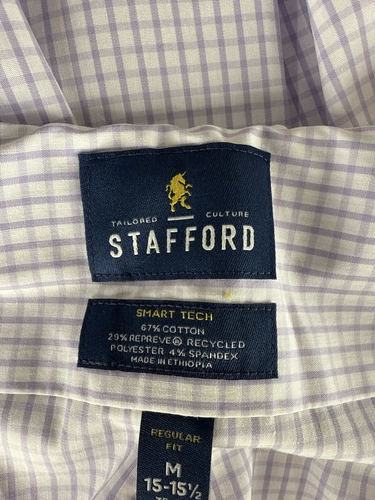 TAILORED CULTURE
STAFFORD
SMART TECH
67% COTTON
29% REPREVE® RECYCLED
POLYESTER 4% SPANDEX
MADE IN ETHIOPIA
REGULAR
FIT
M
15-15½